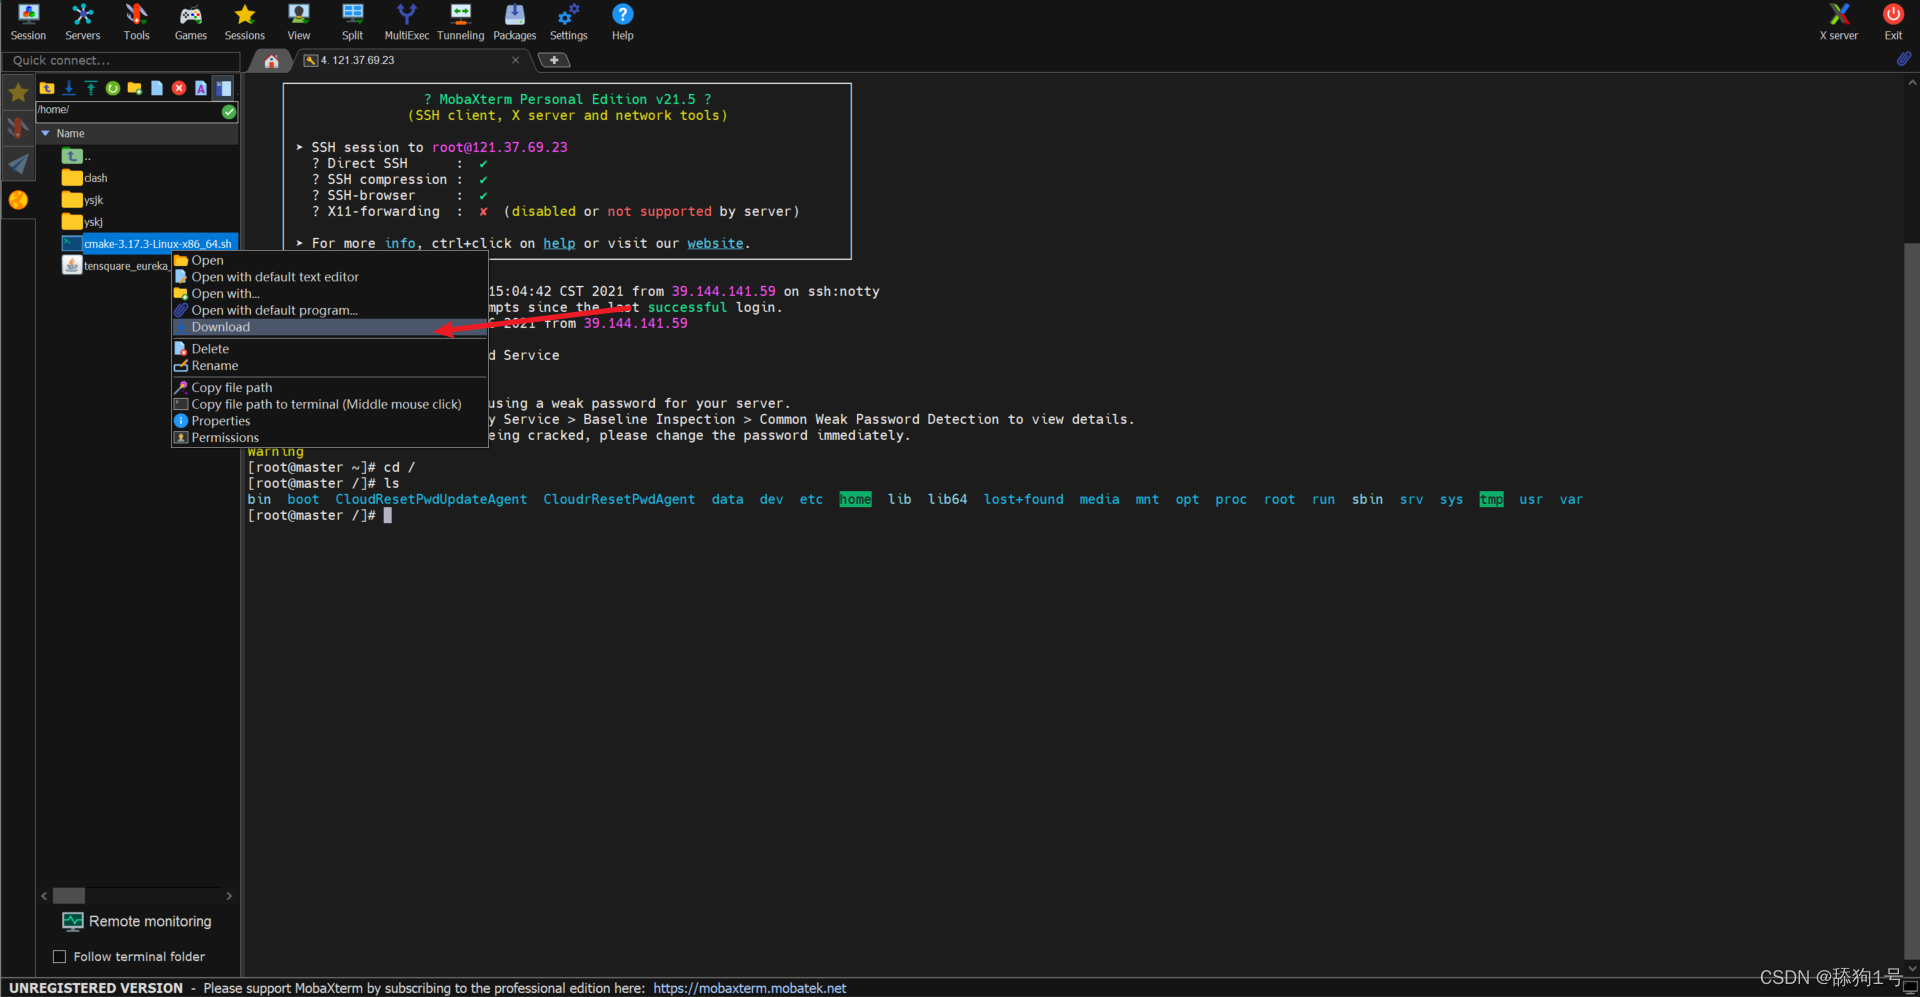 Session Servers Tools Games Sessions View Split MultiExec Tunneling Packages Settings Help X server Exit
Quick connect...
4. 121.37.69.23
/home/
Name
..
clash
ysjk
yskj
cmake-3.17.3-Linux-x86_64.sh
tensquare_eureka_
Open
Open with default text editor
Open with...
Open with default program...
Download
Delete
Rename
Copy file path
Copy file path to terminal (Middle mouse click)
Properties
Permissions
? MobaXterm Personal Edition v21.5 ?
(SSH client, X server and network tools)
➤ SSH session to root@121.37.69.23
? Direct SSH : ✔
? SSH compression : ✔
? SSH-browser : ✔
? X11-forwarding : ✘ (disabled or not supported by server)
➤ For more info, ctrl+click on help or visit our website.
15:04:42 CST 2021 from 39.144.141.59 on ssh:notty
mpts since the last successful login.
2021 from 39.144.141.59
d Service
using a weak password for your server.
y Service > Baseline Inspection > Common Weak Password Detection to view details.
eing cracked, please change the password immediately.
Warning
[root@master ~]# cd /
[root@master /]# ls
bin boot CloudResetPwdUpdateAgent CloudrResetPwdAgent data dev etc home lib lib64 lost+found media mnt opt proc root run sbin srv sys tmp usr var
[root@master /]#
Remote monitoring
Follow terminal folder
UNREGISTERED VERSION - Please support MobaXterm by subscribing to the professional edition here: https://mobaxterm.mobatek.net
CSDN @舔狗1号